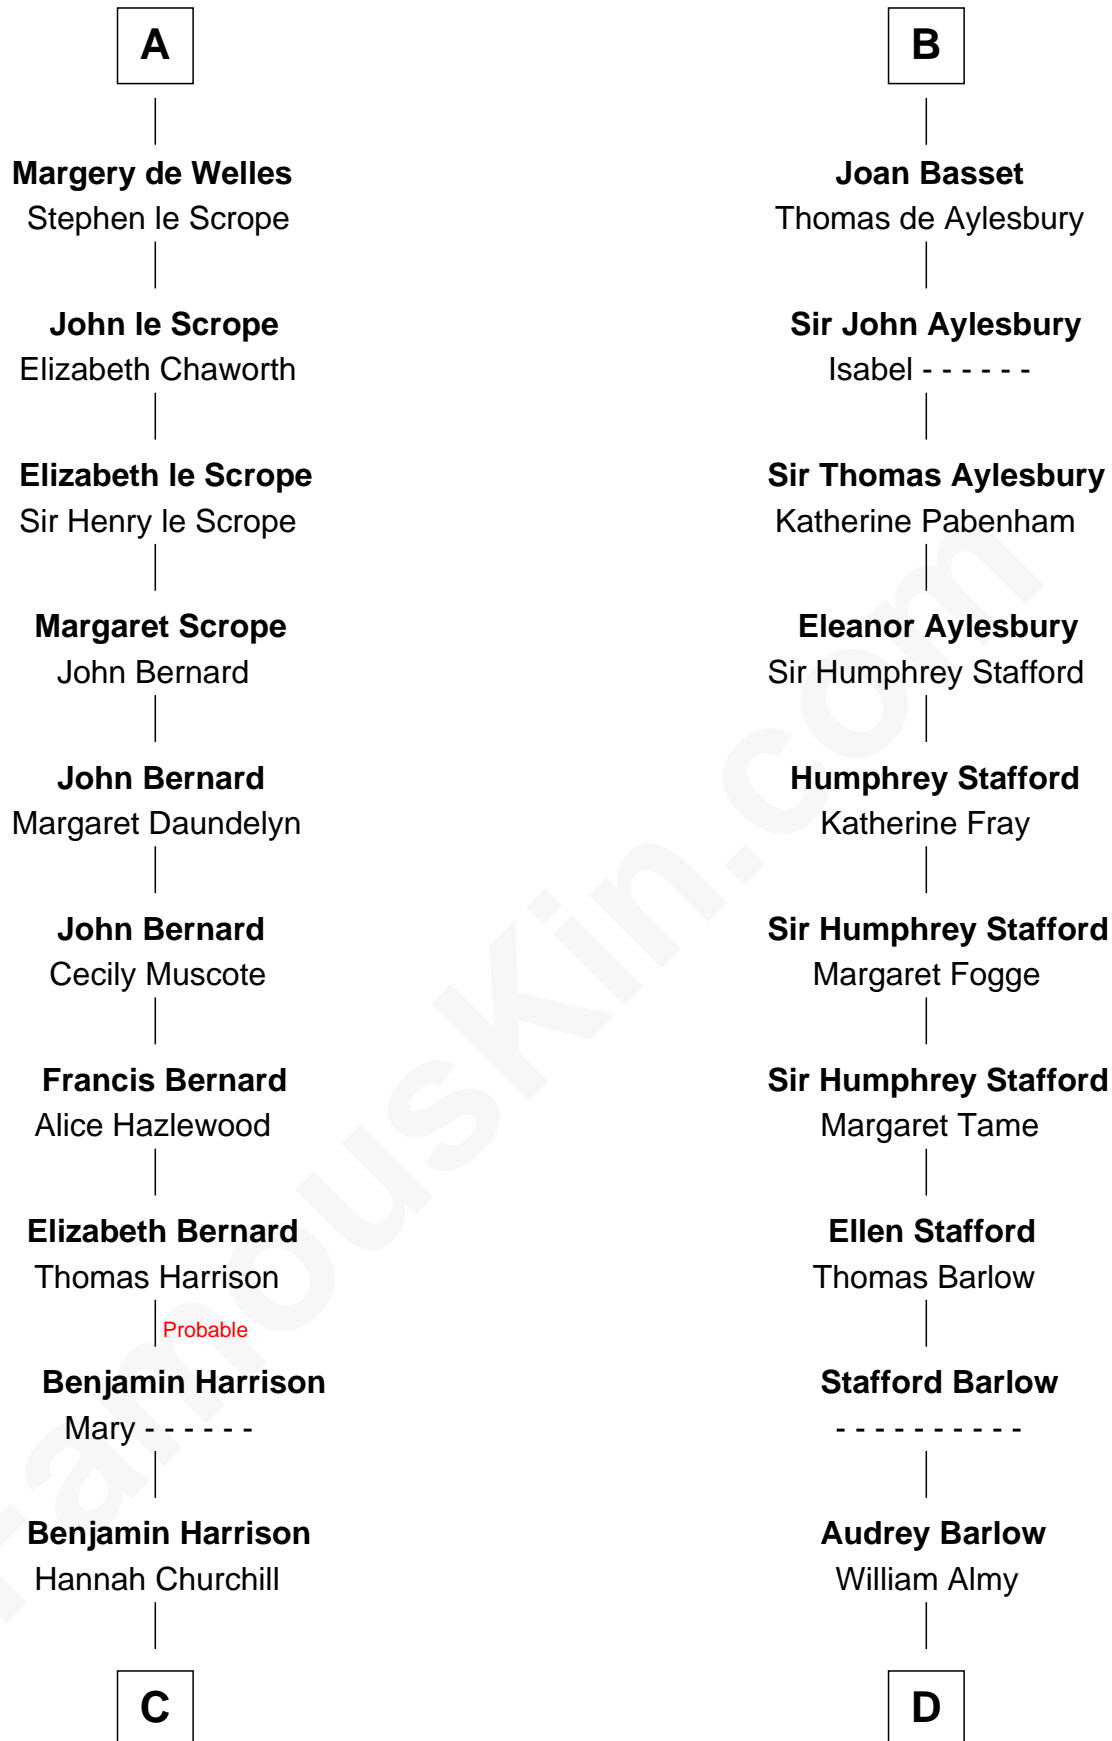 A
Margery de Welles
Stephen le Scrope
John le Scrope
Elizabeth Chaworth
Elizabeth le Scrope
Sir Henry le Scrope
Margaret Scrope
John Bernard
John Bernard
Margaret Daundelyn
John Bernard
Cecily Muscote
Francis Bernard
Alice Hazlewood
Elizabeth Bernard
Thomas Harrison
Probable
Benjamin Harrison
Mary - - - - - -
Benjamin Harrison
Hannah Churchill
C
B
Joan Basset
Thomas de Aylesbury
Sir John Aylesbury
Isabel - - - - - -
Sir Thomas Aylesbury
Katherine Pabenham
Eleanor Aylesbury
Sir Humphrey Stafford
Humphrey Stafford
Katherine Fray
Sir Humphrey Stafford
Margaret Fogge
Sir Humphrey Stafford
Margaret Tame
Ellen Stafford
Thomas Barlow
Stafford Barlow
- - - - - - - - - -
Audrey Barlow
William Almy
D
FamousKin.com